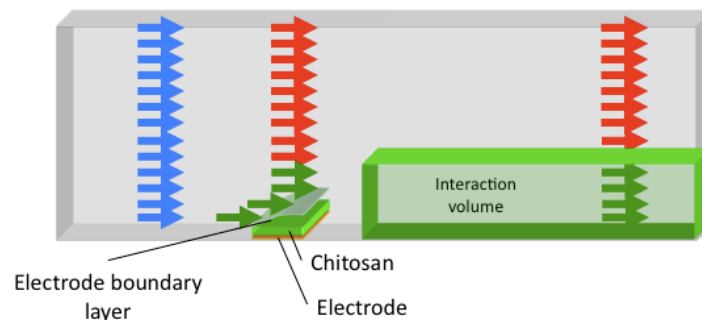 Interaction
volume
Electrode boundary
layer
Chitosan
Electrode